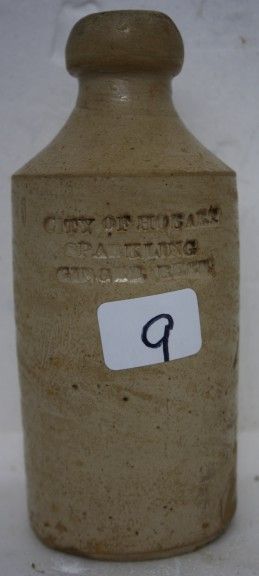 CITY OF HOBART
SPARKLING
GINGER BEER
9